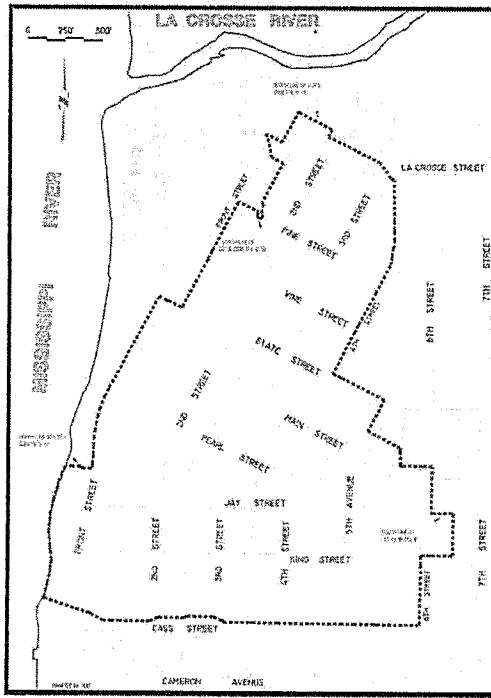 LA CROSSE RIVER
0 250' 500'
LA CROSSE STREET
FRONT STREET
2ND STREET
3RD STREET
PINE STREET
MISSISSIPPI RIVER
VINE STREET
4TH STREET
6TH STREET
7TH STREET
STATE STREET
2ND STREET
MAIN STREET
PEARL STREET
FRONT STREET
JAY STREET
5TH AVENUE
2ND STREET
3RD STREET
4TH STREET
KING STREET
6TH STREET
7TH STREET
CASS STREET
CAMERON AVENUE